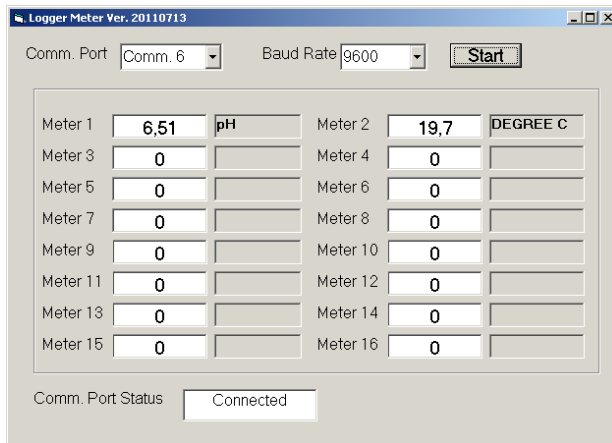 Logger Meter Ver. 20110713
Comm. Port Comm. 6 Baud Rate 9600 Start
Meter 1 6,51 pH Meter 2 19,7 DEGREE C
Meter 3 0 Meter 4 0
Meter 5 0 Meter 6 0
Meter 7 0 Meter 8 0
Meter 9 0 Meter 10 0
Meter 11 0 Meter 12 0
Meter 13 0 Meter 14 0
Meter 15 0 Meter 16 0
Comm. Port Status Connected